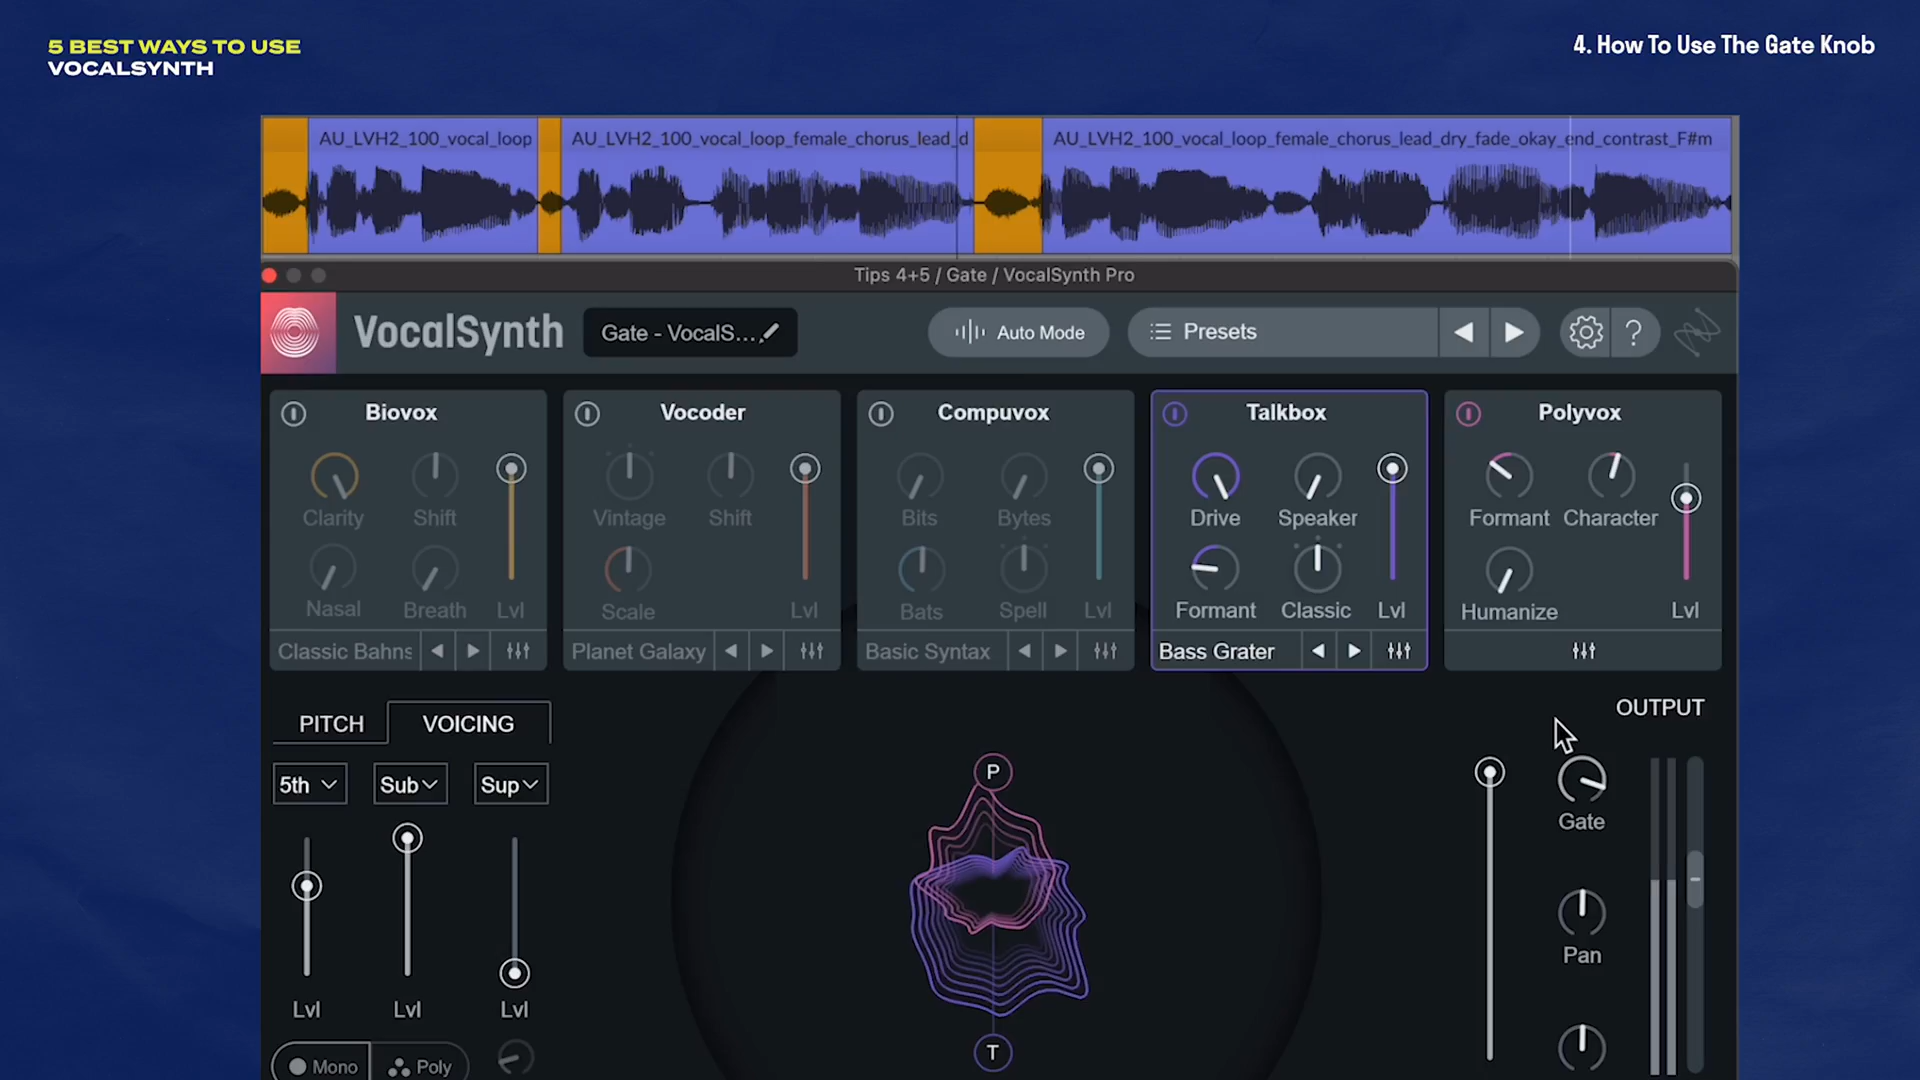 5 BEST WAYS TO USE
VOCALSYNTH
4. How To Use The Gate Knob
AU_LVH2_100_vocal_loop
AU_LVH2_100_vocal_loop_female_chorus_lead_d
AU_LVH2_100_vocal_loop_female_chorus_lead_dry_fade_okay_end_contrast_F#m
Tips 4+5 / Gate / VocalSynth Pro
VocalSynth
Gate - VocalS...
Auto Mode
Presets
?
Biovox
Clarity
Shift
Nasal
Breath
Lvl
Classic Bahns
Vocoder
Vintage
Shift
Scale
Lvl
Planet Galaxy
Compuvox
Bits
Bytes
Bats
Spell
Lvl
Basic Syntax
Talkbox
Drive
Speaker
Formant
Classic
Lvl
Bass Grater
Polyvox
Formant
Character
Humanize
Lvl
PITCH
VOICING
5th
Sub
Sup
Lvl
Lvl
Lvl
Mono
Poly
P
T
OUTPUT
Gate
Pan